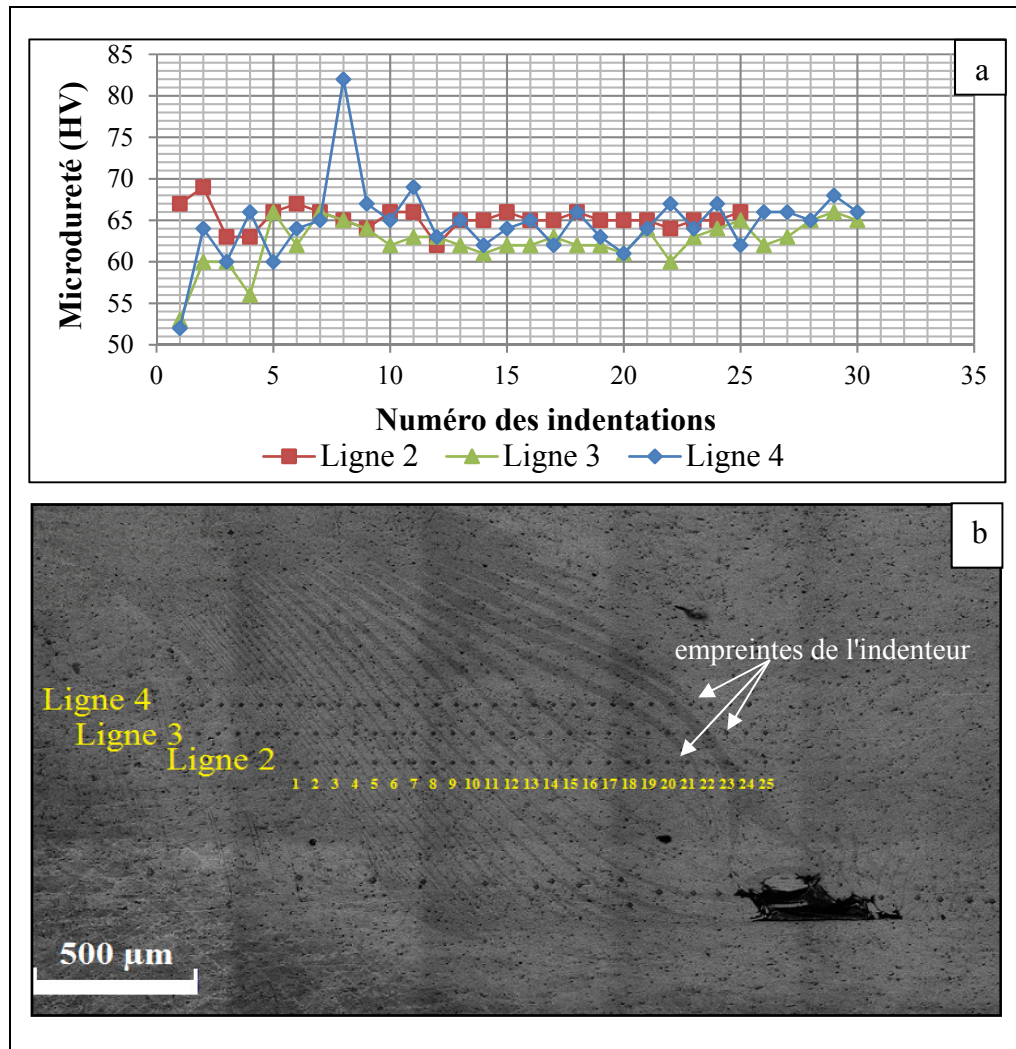 a
85
80
75
70
65
60
55
50
0 5 10 15 20 25 30 35
Microdureté (HV)
Numéro des indentations
Ligne 2 Ligne 3 Ligne 4
b
empreintes de l'indenteur
Ligne 4
Ligne 3
Ligne 2
1 2 3 4 5 6 7 8 9 10 11 12 13 14 15 16 17 18 19 20 21 22 23 24 25
500 µm